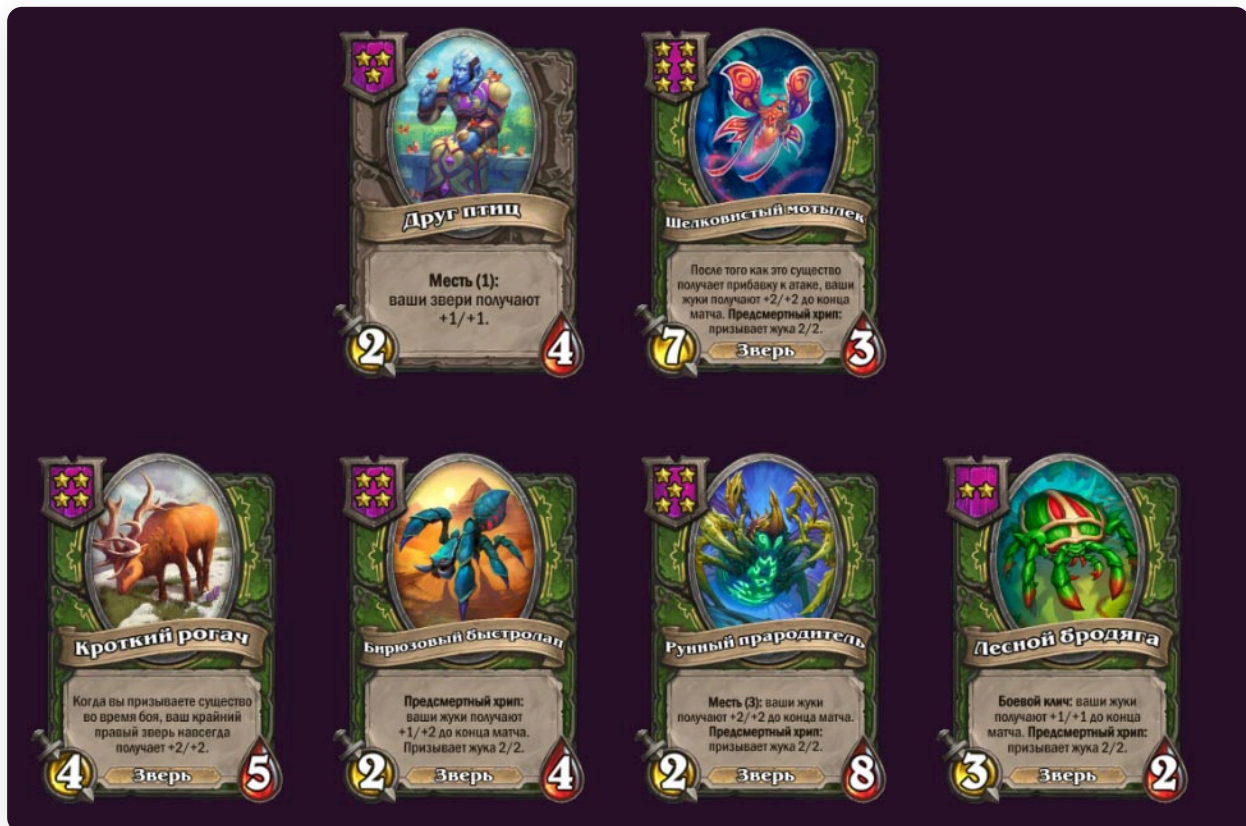 Друг птиц
Месть (1):
ваши звери получают
+1/+1.
2
4
Шелковистый мотылек
После того как это существо
получает прибавку к атаке, ваши
жуки получают +2/+2 до конца
матча. Предсмертный хрип:
призывает жука 2/2.
7
Зверь
3
Кроткий рогач
Когда вы призываете существо
во время боя, ваш крайний
правый зверь навсегда
получает +2/+2.
4
Зверь
5
Бирюзовый быстролап
Предсмертный хрип:
ваши жуки получают
+1/+2 до конца матча.
Призывает жука 2/2.
2
Зверь
4
Рунный прародитель
Месть (3): ваши жуки
получают +2/+2 до конца матча.
Предсмертный хрип:
призывает жука 2/2.
2
Зверь
8
Лесной бродяга
Боевой клич: ваши жуки
получают +1/+1 до конца
матча. Предсмертный хрип:
призывает жука 2/2.
3
Зверь
2